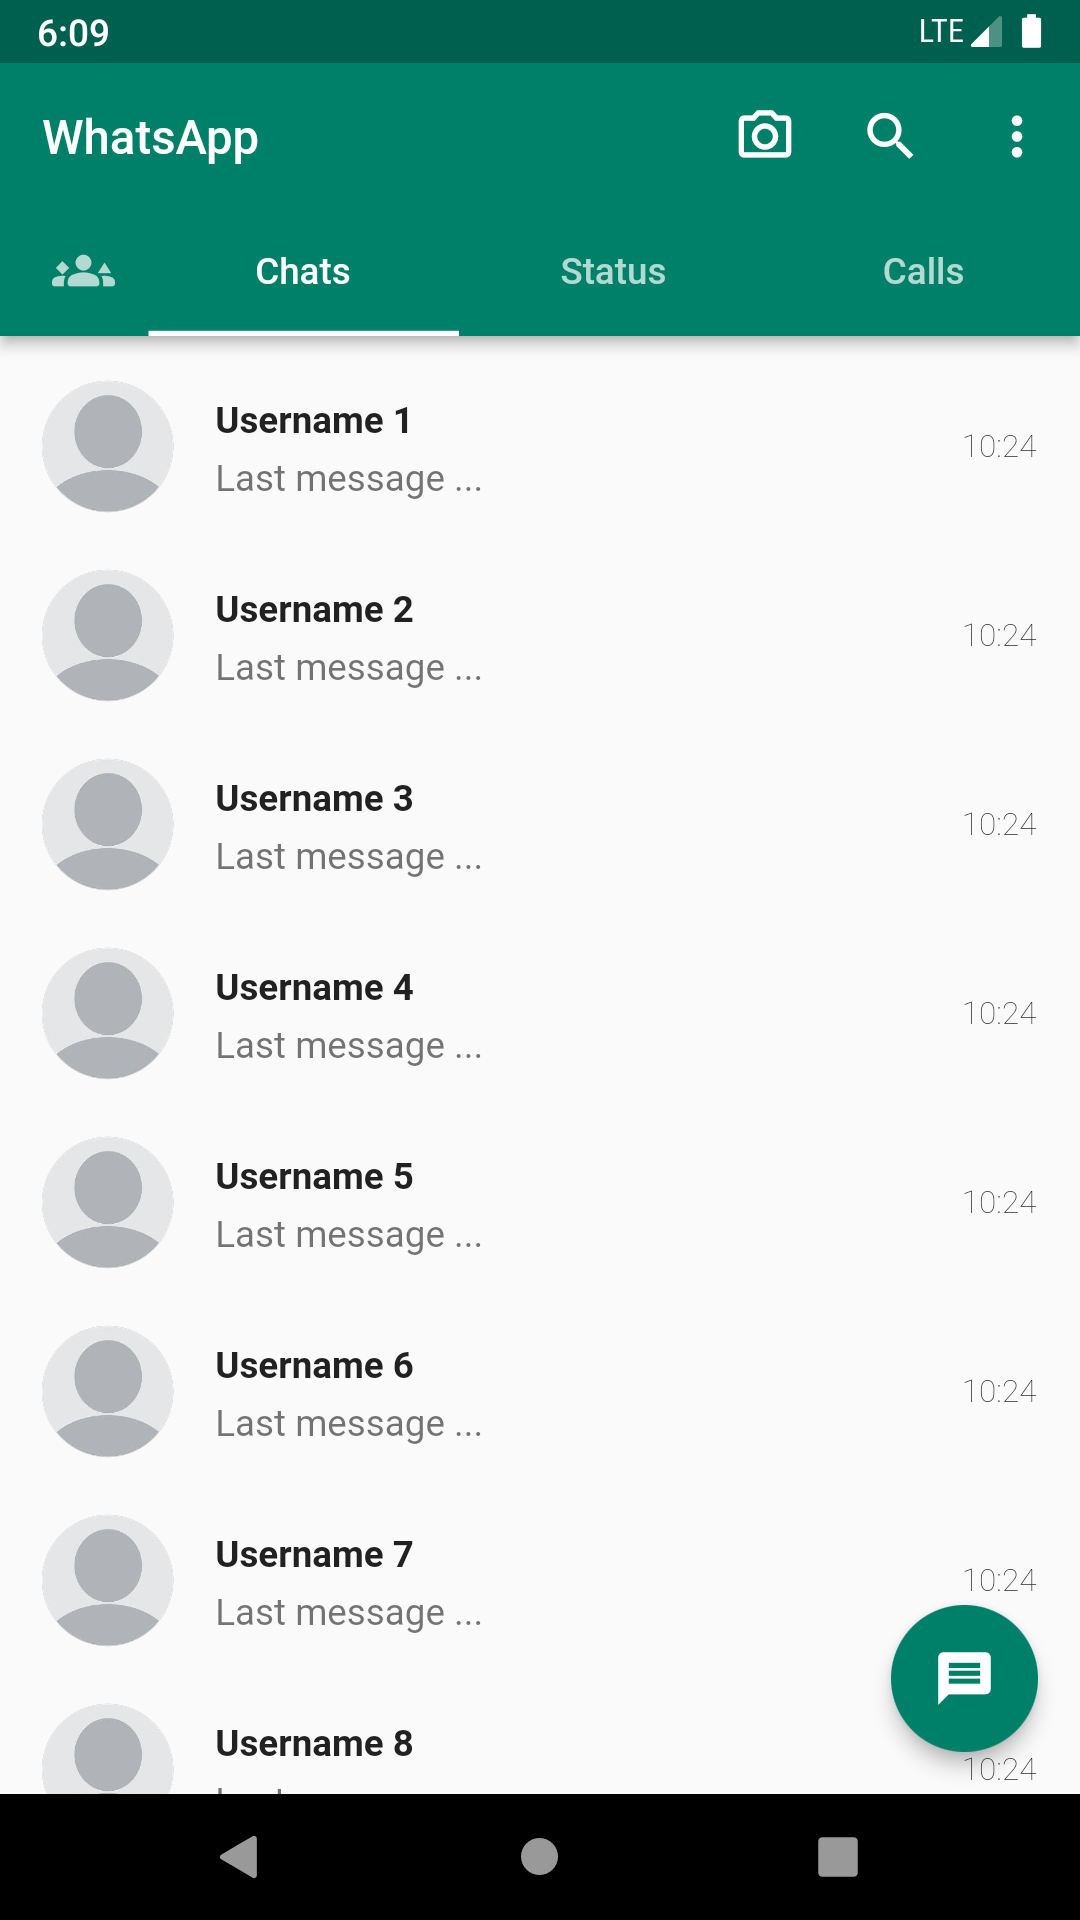 6:09 LTE
WhatsApp
Chats Status Calls
Username 1
Last message ...
10:24
Username 2
Last message ...
10:24
Username 3
Last message ...
10:24
Username 4
Last message ...
10:24
Username 5
Last message ...
10:24
Username 6
Last message ...
10:24
Username 7
Last message ...
10:24
Username 8
10:24